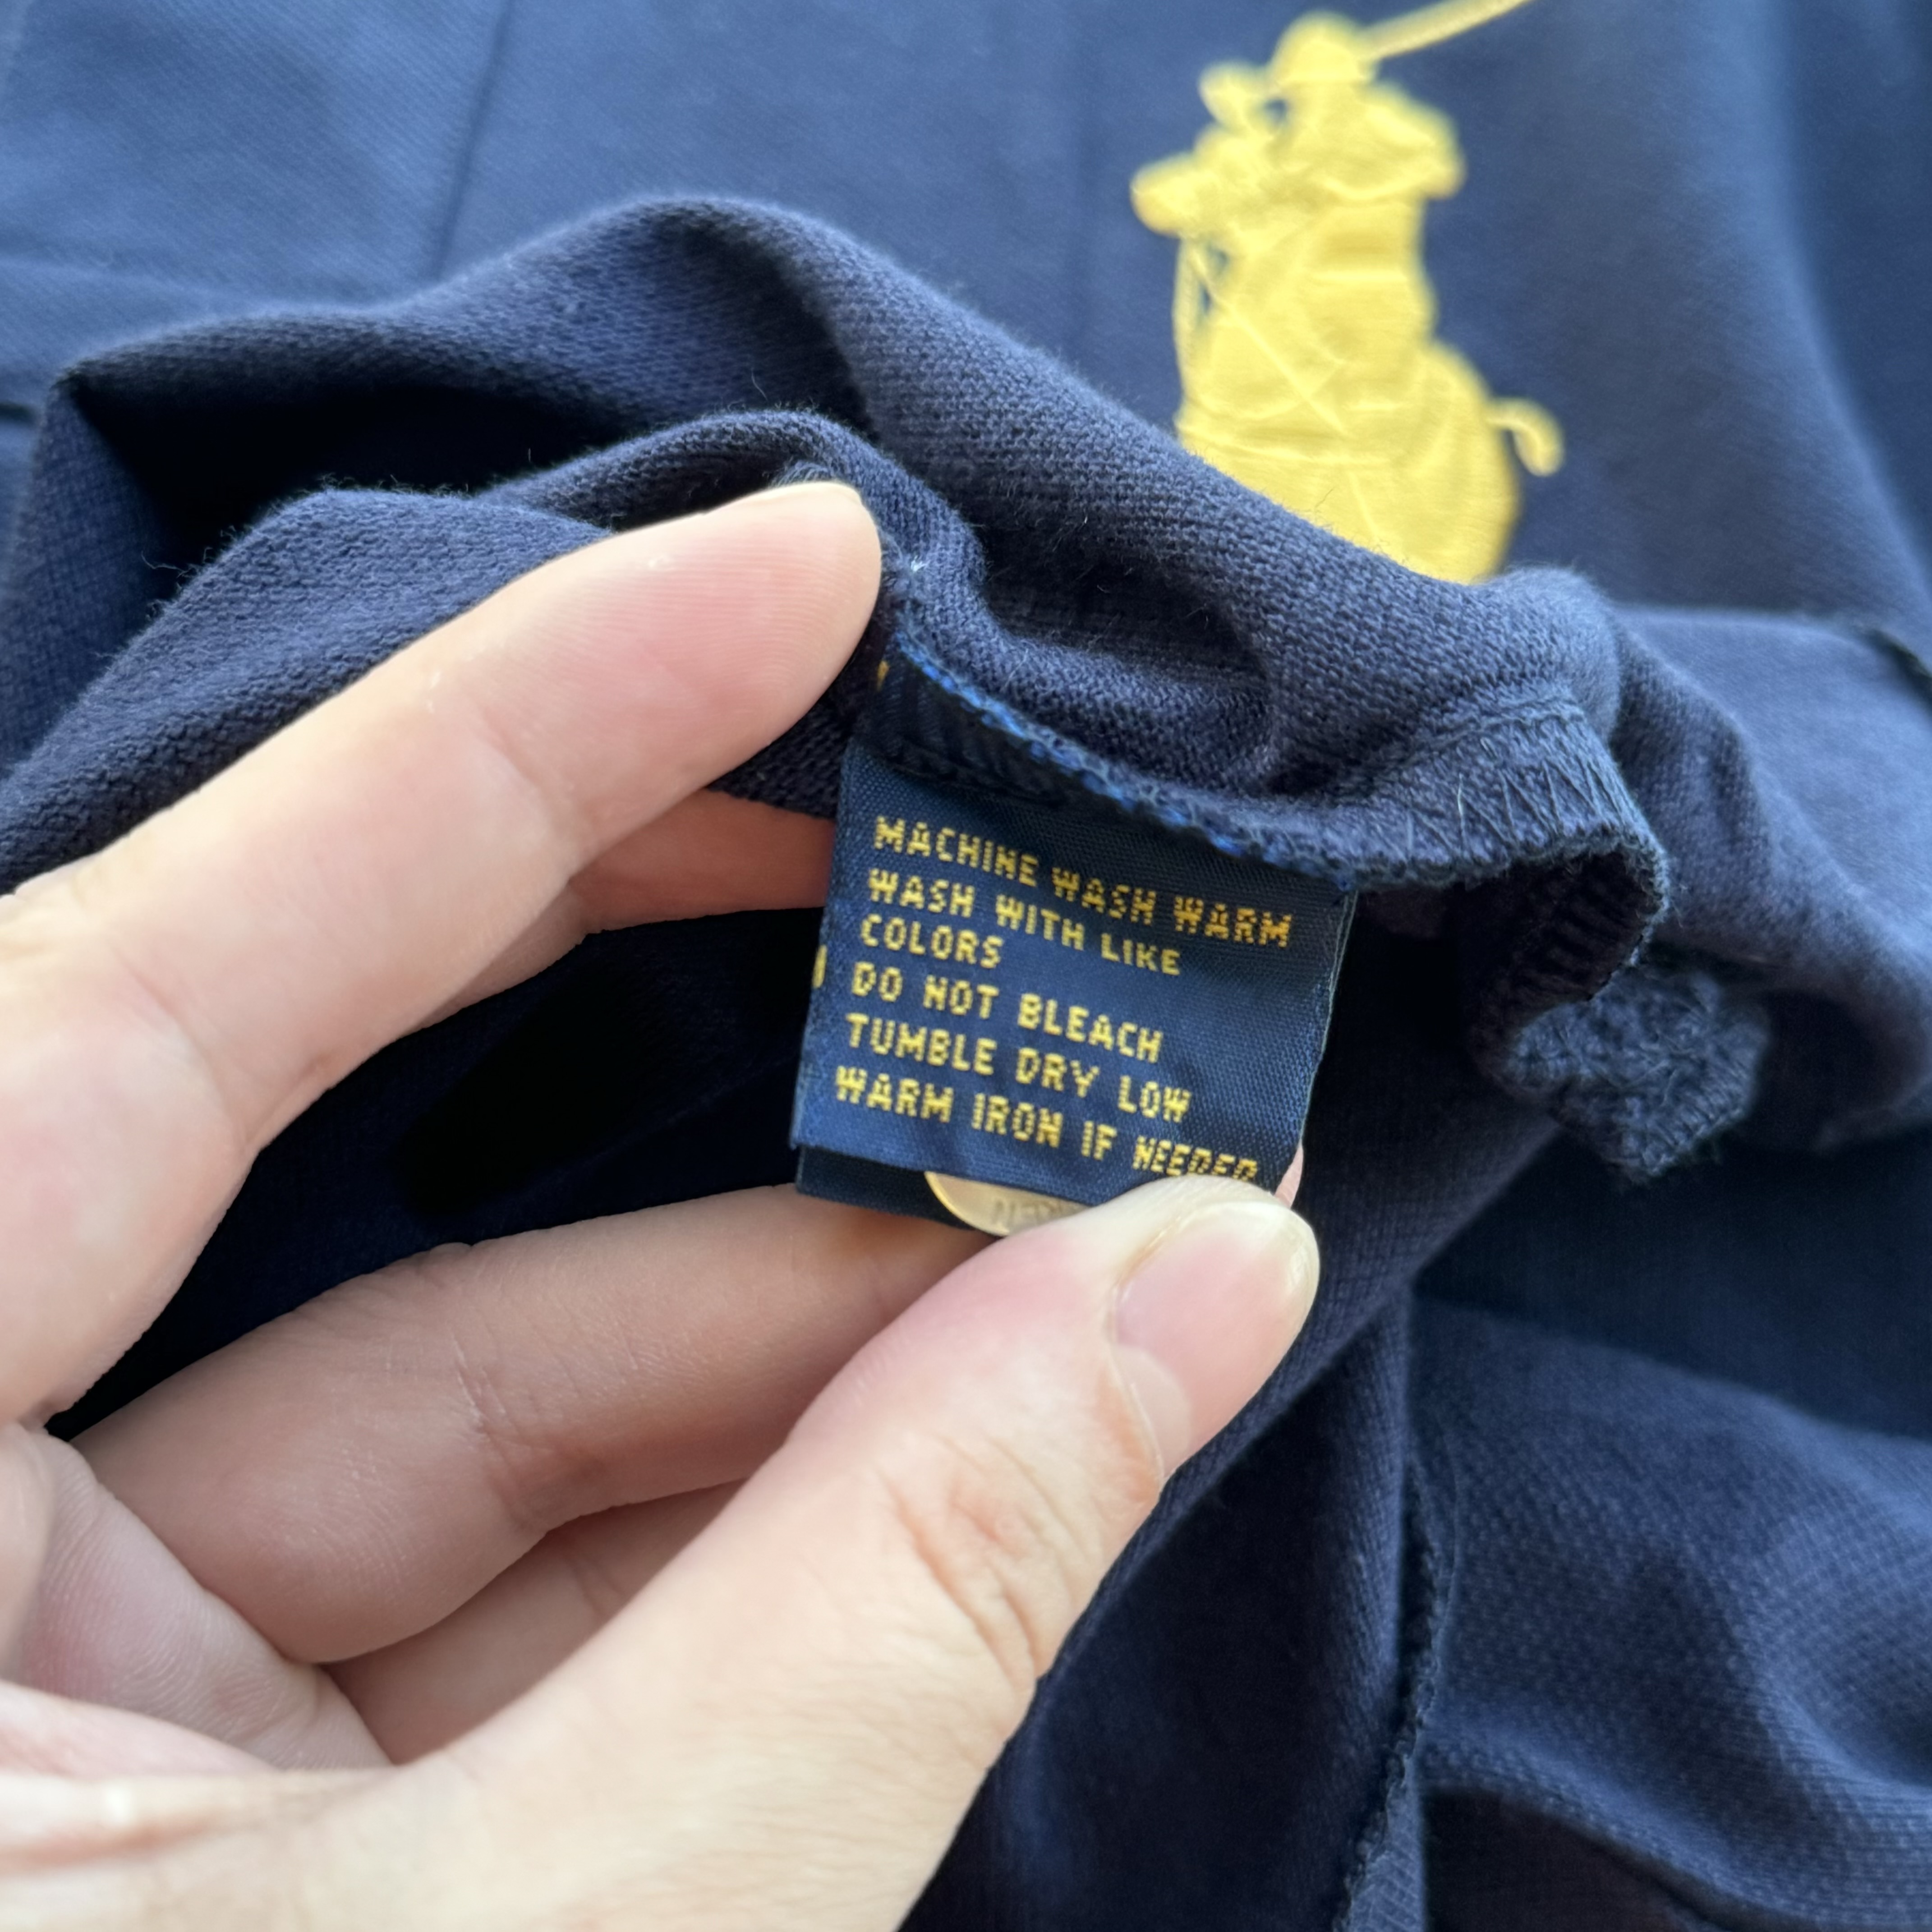 MACHINE WASH WARM
WASH WITH LIKE
COLORS
DO NOT BLEACH
TUMBLE DRY LOW
WARM IRON IF NEEDED